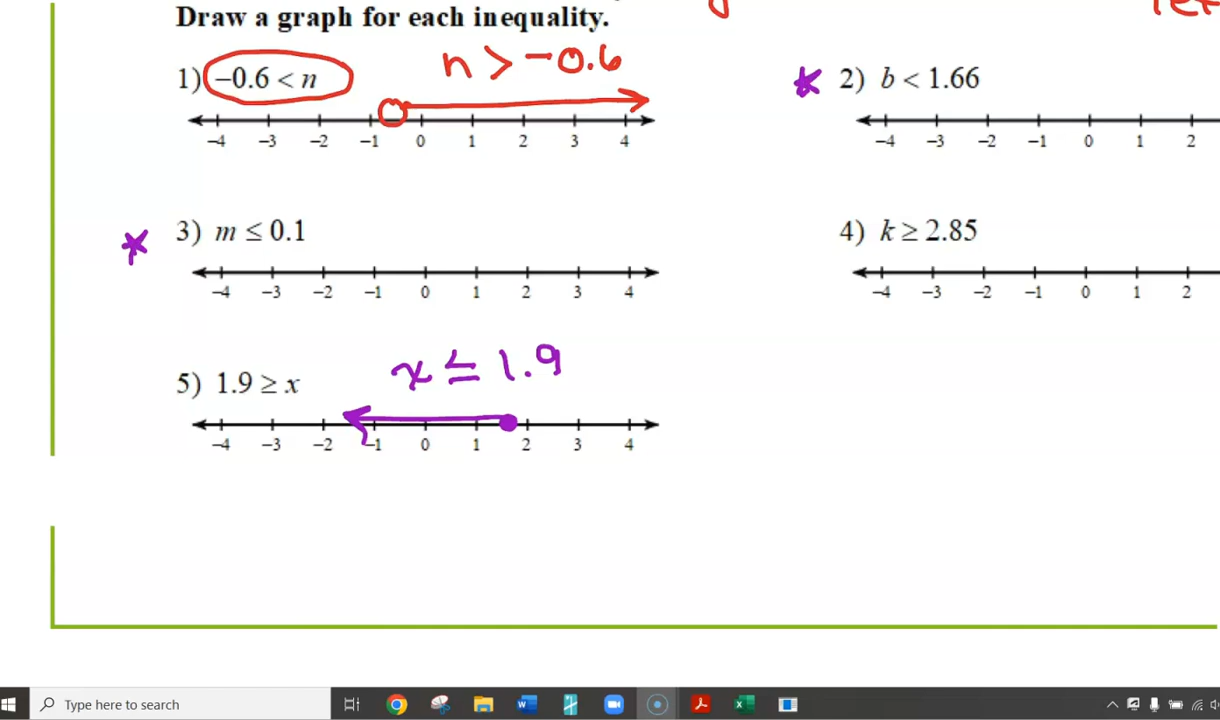 Draw a graph for each inequality.
n > -0.6
1) −0.6 < n
2) b < 1.66
−4 −3 −2 −1 0 1 2 3 4
−4 −3 −2 −1 0 1 2
3) m ≤ 0.1
4) k ≥ 2.85
−4 −3 −2 −1 0 1 2 3 4
−4 −3 −2 −1 0 1 2
x ≤ 1.9
5) 1.9 ≥ x
−4 −3 −2 −1 0 1 2 3 4
Type here to search